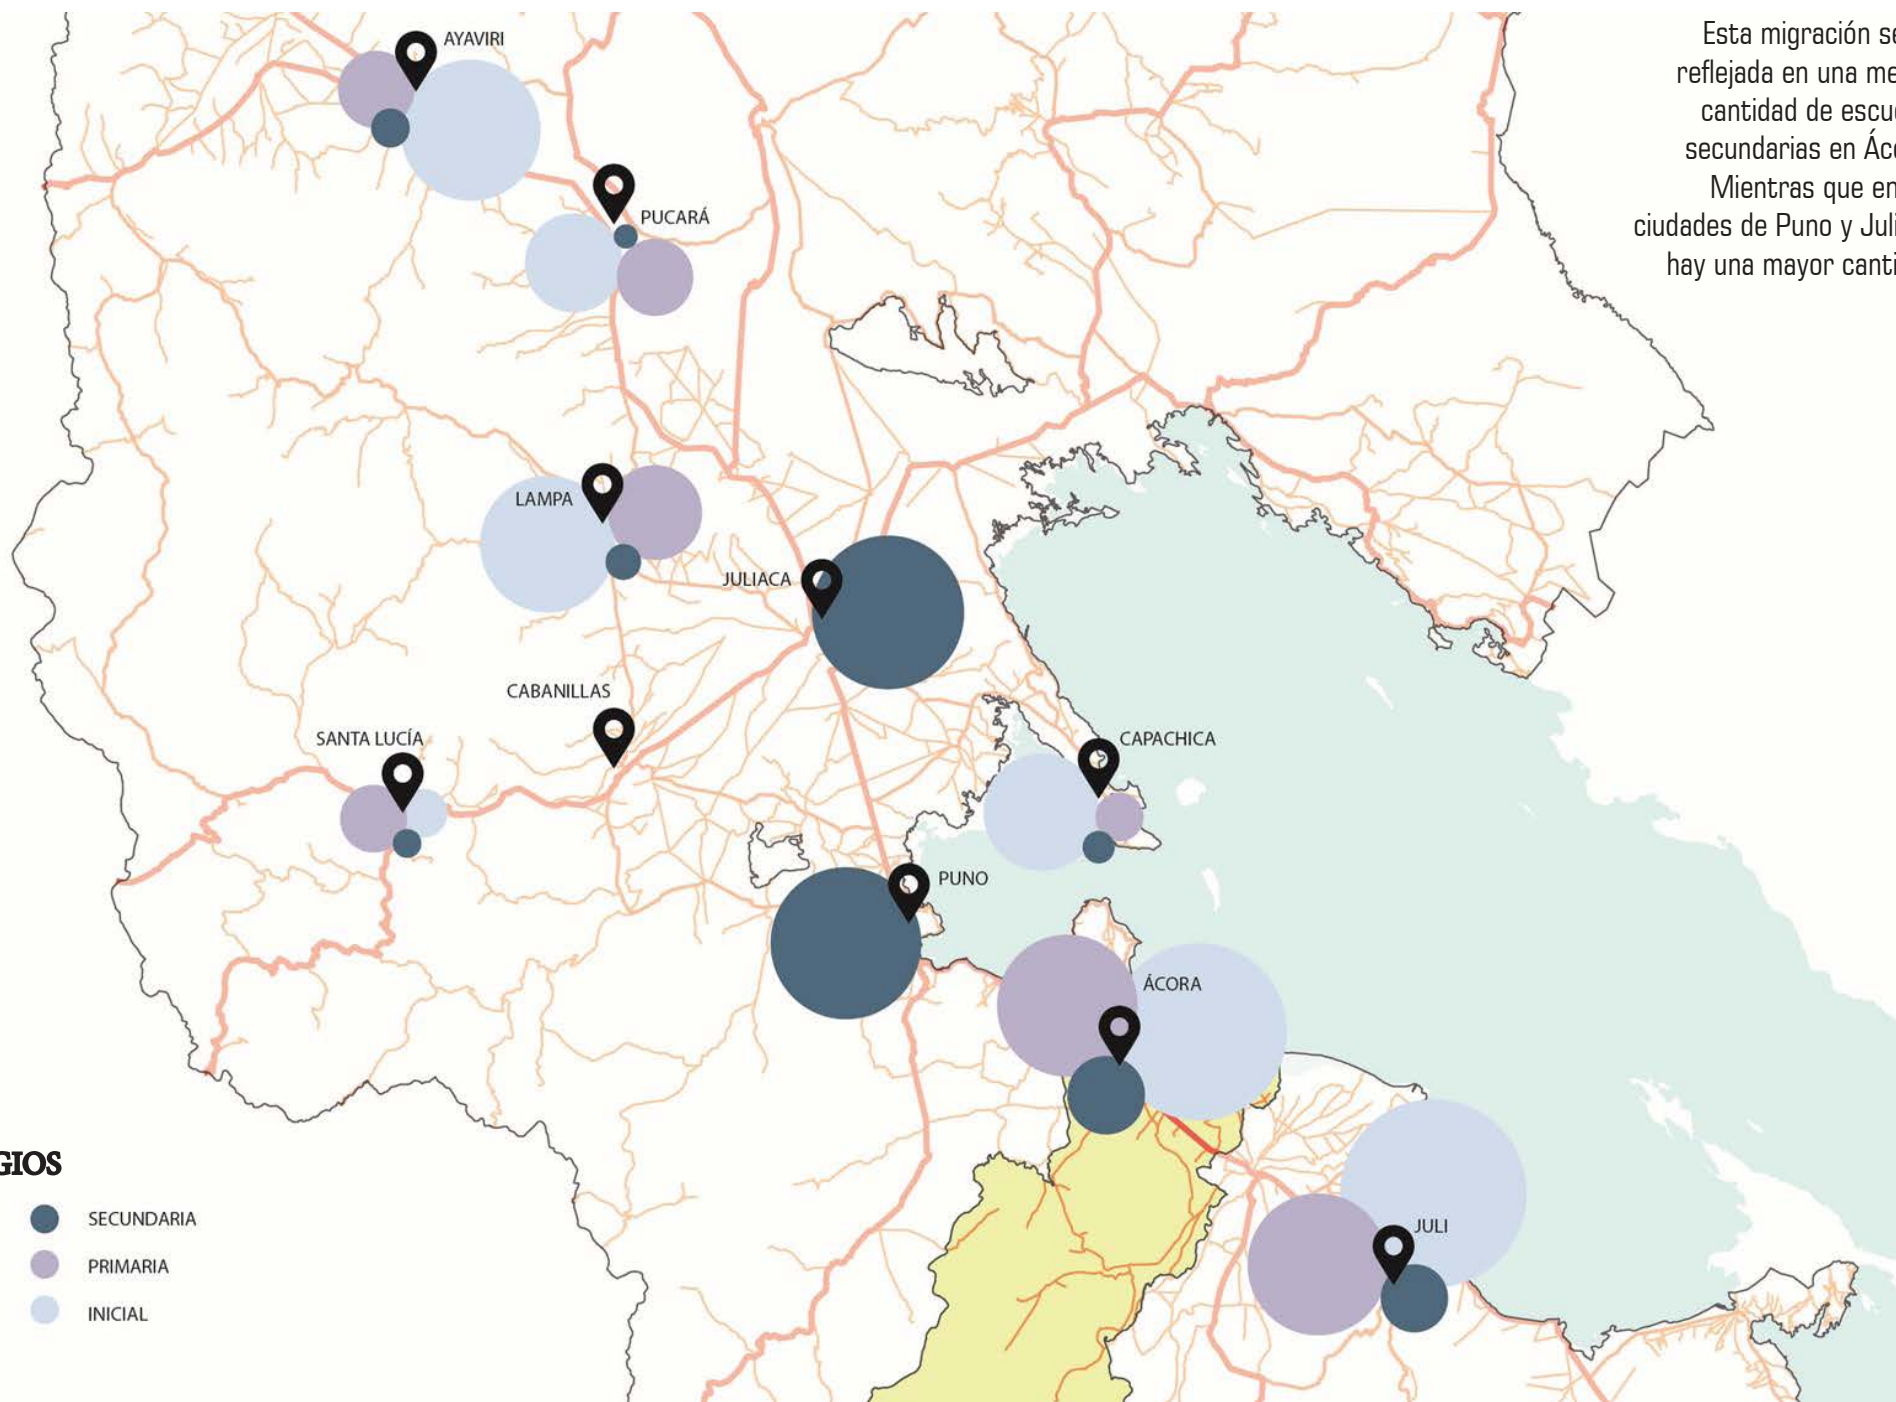 Esta migración se
reflejada en una me
cantidad de escue
secundarias en Áco
Mientras que en
ciudades de Puno y Juli
hay una mayor canti
AYAVIRI
PUCARÁ
LAMPA
JULIACA
CABANILLAS
SANTA LUCÍA
CAPACHICA
PUNO
ÁCORA
JULI
GIOS
SECUNDARIA
PRIMARIA
INICIAL